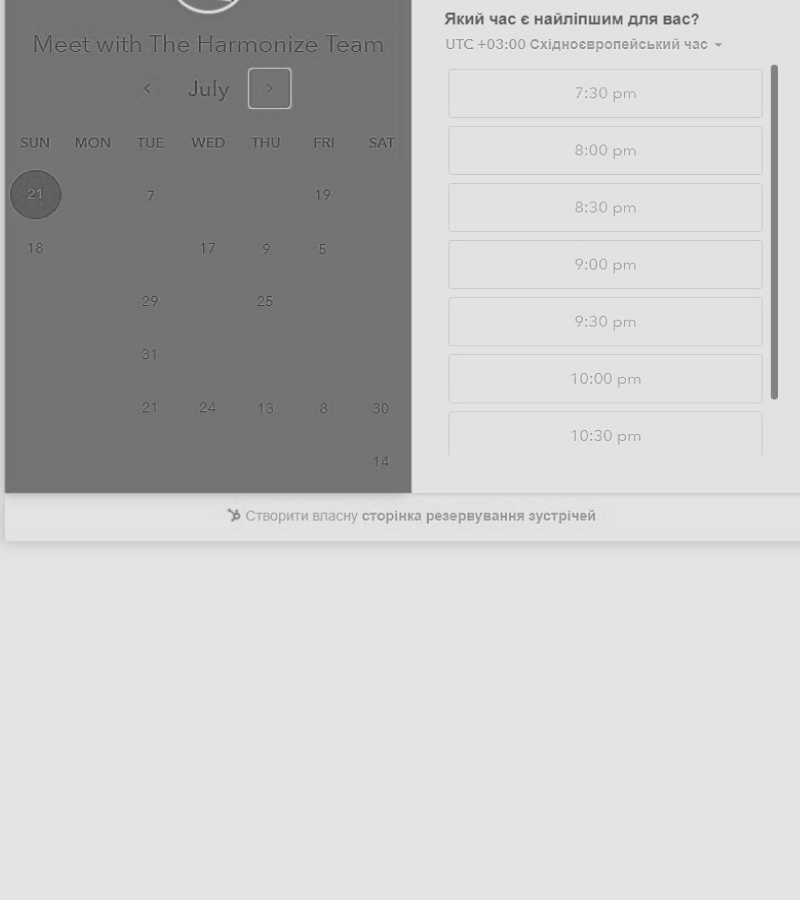 Meet with The Harmonize Team
July
SUN MON TUE WED THU FRI SAT
21 7 19
18 17 9 5
29 25
31
21 24 13 8 30
14
Який час є найліпшим для вас?
UTC +03:00 Східноєвропейський час
7:30 pm
8:00 pm
8:30 pm
9:00 pm
9:30 pm
10:00 pm
10:30 pm
Створити власну сторінка резервування зустрічей